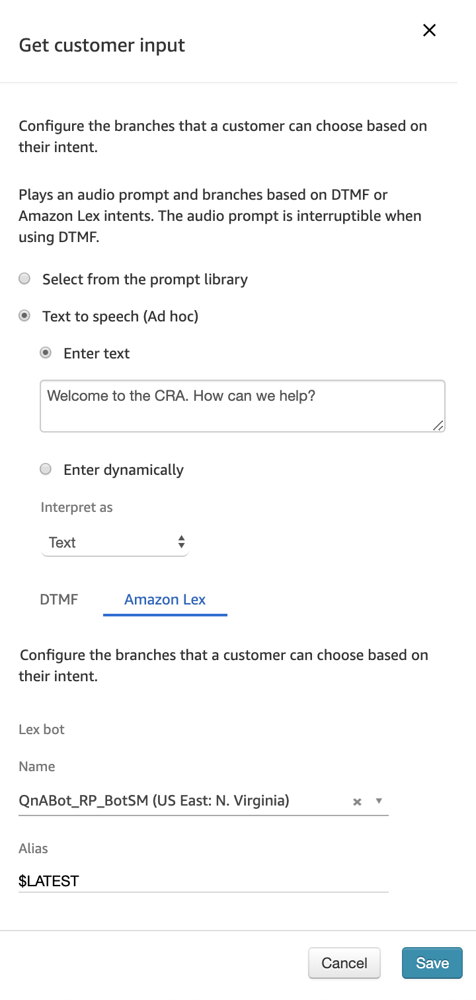 Get customer input
Configure the branches that a customer can choose based on
their intent.
Plays an audio prompt and branches based on DTMF or
Amazon Lex intents. The audio prompt is interruptible when
using DTMF.
Select from the prompt library
Text to speech (Ad hoc)
Enter text
Welcome to the CRA. How can we help?
Enter dynamically
Interpret as
Text
DTMF Amazon Lex
Configure the branches that a customer can choose based on
their intent.
Lex bot
Name
QnABot_RP_BotSM (US East: N. Virginia)
Alias
$LATEST
Cancel Save